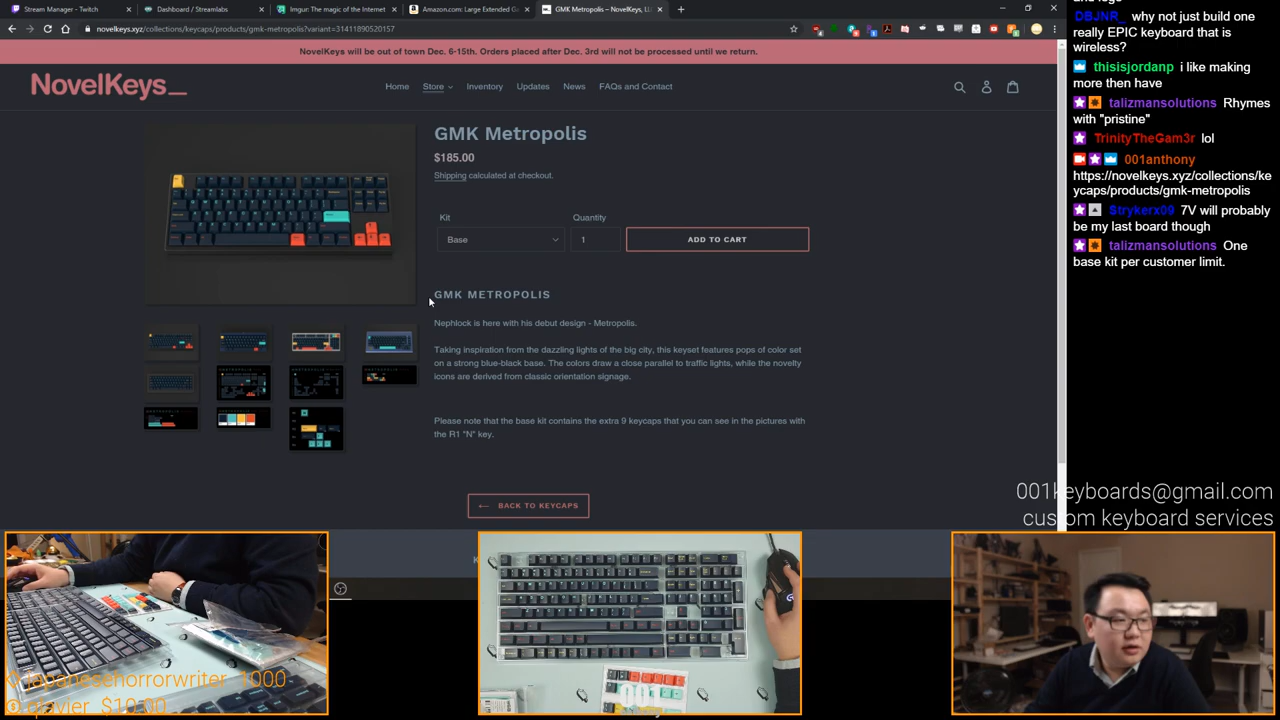 Stream Manager - Twitch
Dashboard / Streamlabs
Imgur: The magic of the Internet
Amazon.com: Large Extended G
GMK Metropolis – NovelKeys, LL
novelkeys.xyz/collections/keycaps/products/gmk-metropolis?variant=31411890520157
NovelKeys will be out of town Dec. 6-15th. Orders placed after Dec. 3rd will not be processed until we return.
NovelKeys_
Home
Store
Inventory
Updates
News
FAQs and Contact
GMK Metropolis
$185.00
Shipping calculated at checkout.
Kit
Quantity
Base
1
ADD TO CART
GMK METROPOLIS
Nephlock is here with his debut design - Metropolis.
Taking inspiration from the dazzling lights of the big city, this keyset features pops of color set
on a strong blue-black base. The colors draw a close parallel to traffic lights, while the novelty
icons are derived from classic orientation signage.
Please note that the base kit contains the extra 9 keycaps that you can see in the pictures with
the R1 "N" key.
BACK TO KEYCAPS
DBJNR_ why not just build one
really EPIC keyboard that is
wireless?
thisisjordanp i like making
more then have
talizmansolutions Rhymes
with "pristine"
TrinityTheGam3r lol
001anthony
https://novelkeys.xyz/collections/ke
ycaps/products/gmk-metropolis
Strykerx09 7V will probably
be my last board though
talizmansolutions One
base kit per customer limit.
001keyboards@gmail.com
custom keyboard services
japanesehorrorwriter 1000
$10.00